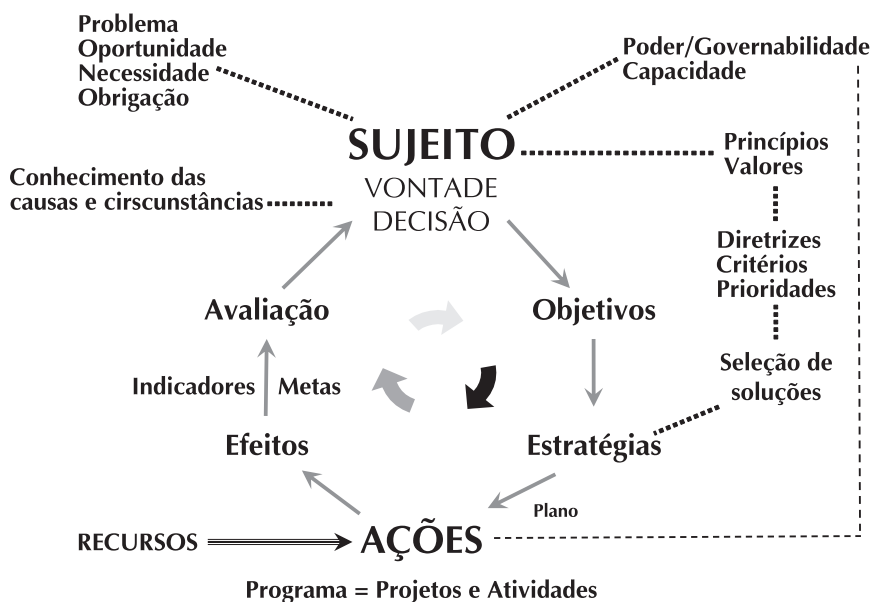 Problema
Oportunidade
Necessidade
Obrigação
Poder/Governabilidade
Capacidade
SUJEITO
VONTADE
DECISÃO
Princípios
Valores
Conhecimento das
causas e cirscunstâncias
Diretrizes
Critérios
Prioridades
Avaliação
Objetivos
Indicadores
Metas
Seleção de
soluções
Efeitos
Estratégias
Plano
RECURSOS
AÇÕES
Programa = Projetos e Atividades